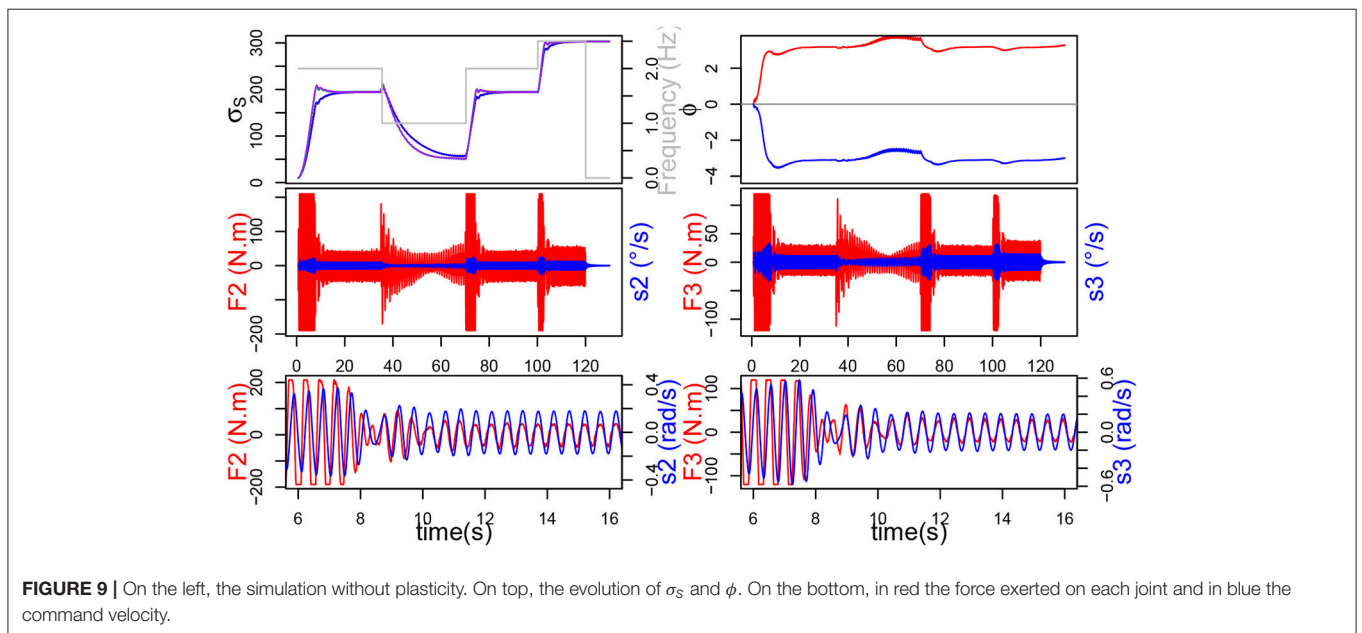 300
200
100
50
0
σS
2.0
1.0
0.0
Frequency (Hz)
2
0
-2
-4
ϕ
100
0
-200
F2 (N.m)
s2 (°/s)
0 20 40 60 80 100 120
50
0
-100
F3 (N.m)
s3 (°/s)
0 20 40 60 80 100 120
200
0
-200
F2 (N.m)
0.4
0.0
-0.4
s2 (rad/s)
6 8 10 12 14 16
time(s)
100
50
0
-100
F3 (N.m)
0.6
0.2
-0.2
-0.6
s3 (rad/s)
6 8 10 12 14 16
time(s)
FIGURE 9 | On the left, the simulation without plasticity. On top, the evolution of σS and ϕ. On the bottom, in red the force exerted on each joint and in blue the
command velocity.